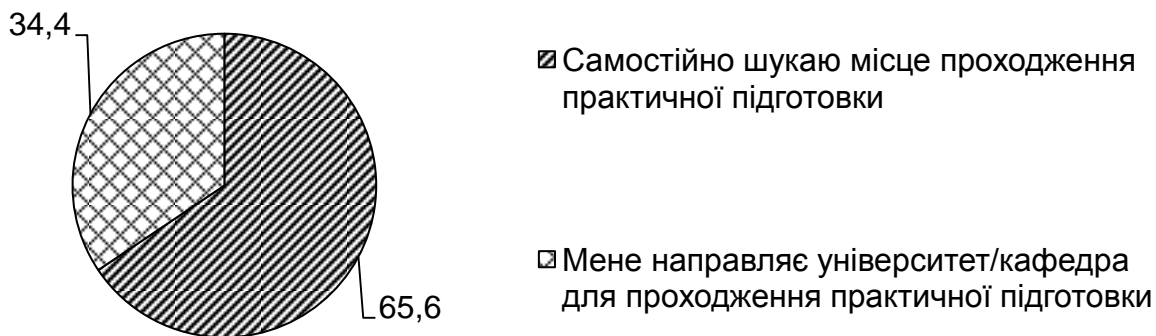 34,4
Самостійно шукаю місце проходження
практичної підготовки
Мене направляє університет/кафедра
для проходження практичної підготовки
65,6